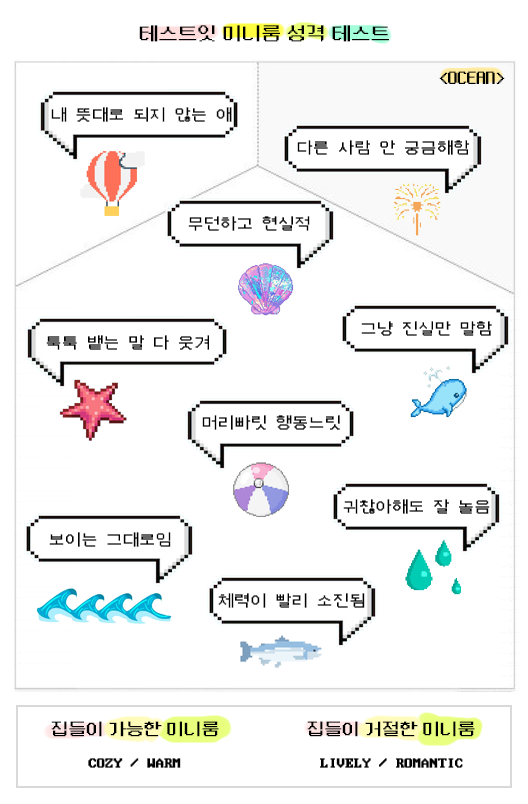 테스트잇 미니룸 성격 테스트
<OCEAN>
내 뜻대로 되지 않는 애
다른 사람 안 궁금해함
무던하고 현실적
그냥 진실만 말함
툭툭 뱉는 말 다 웃겨
머리빠릿 행동느릿
귀찮아해도 잘 놀음
보이는 그대로임
체력이 빨리 소진됨
집들이 가능한 미니룸
집들이 거절한 미니룸
COZY / WARM
LIVELY / ROMANTIC